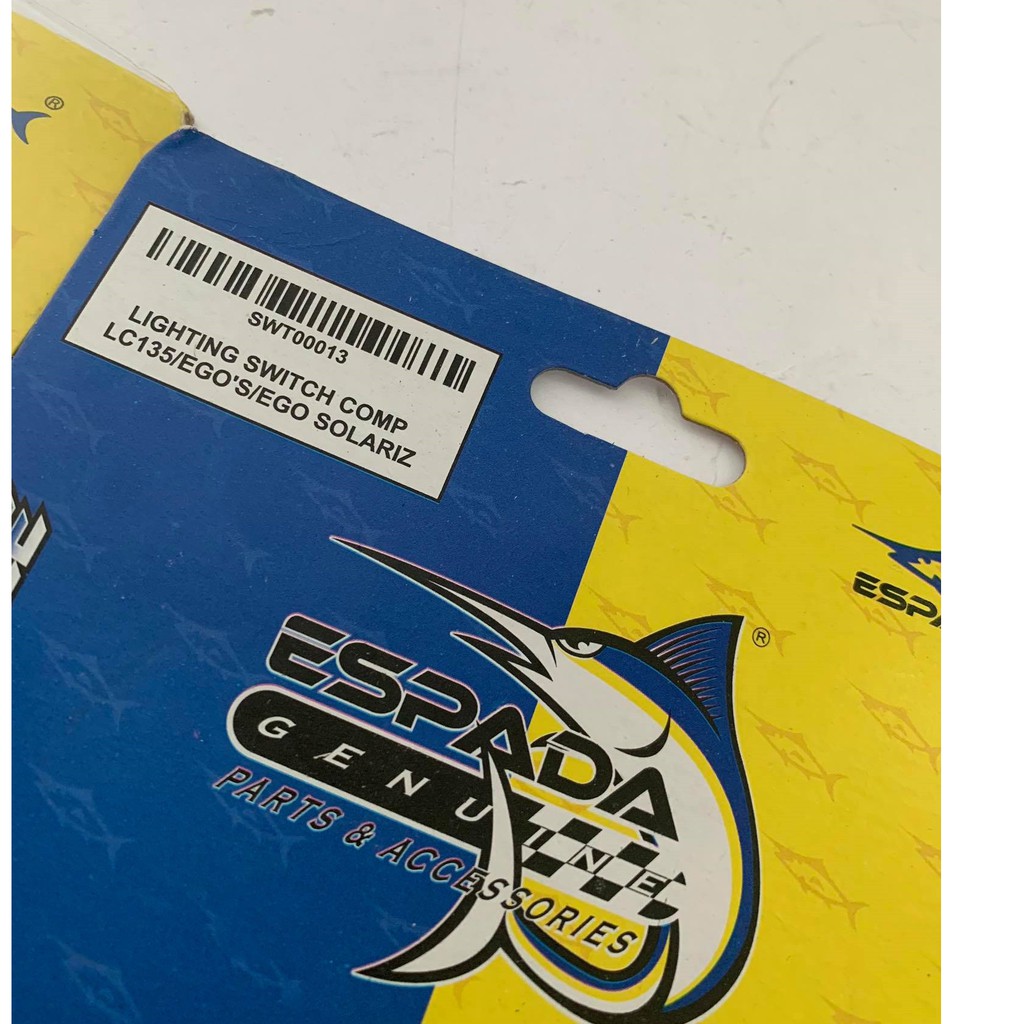 ®
SWT00013
LIGHTING SWITCH COMP
LC135/EGO'S/EGO SOLARIZ
®
ESPADA
GENUINE
PARTS & ACCESSORIES